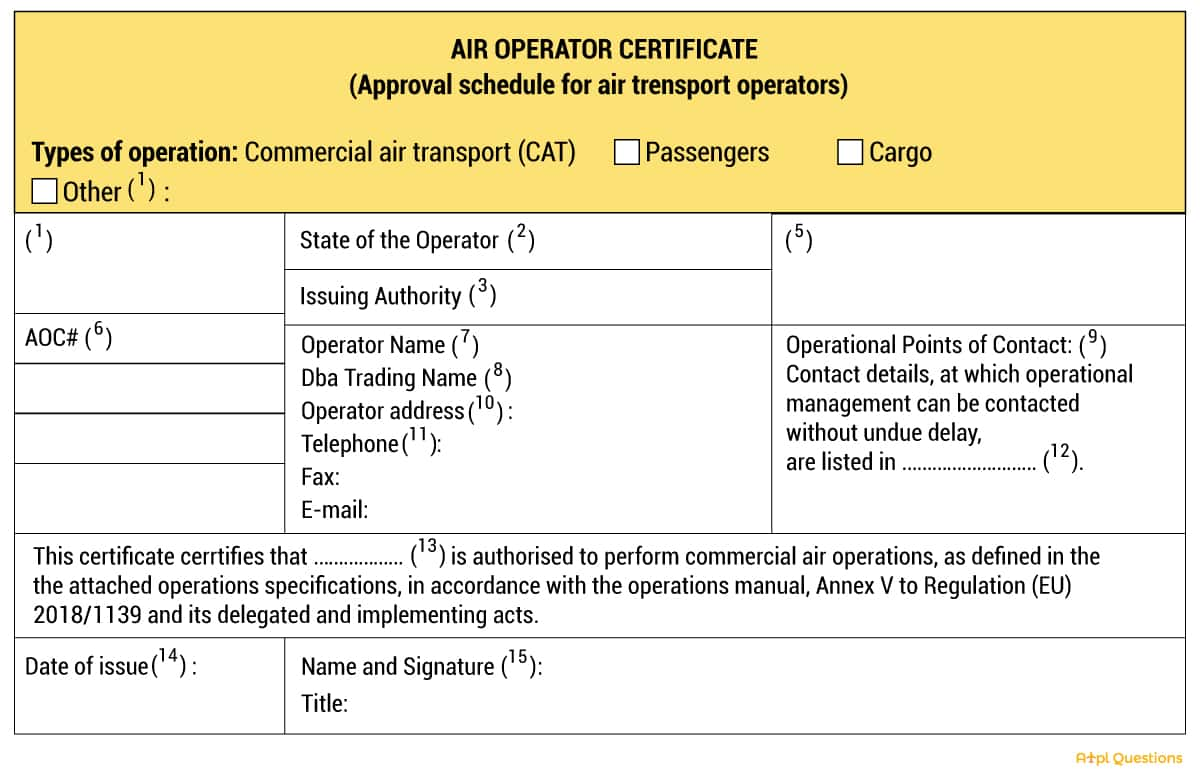 AIR OPERATOR CERTIFICATE
(Approval schedule for air trensport operators)
Types of operation: Commercial air transport (CAT) Passengers Cargo
Other (1) :
(1)
State of the Operator (2)
(5)
Issuing Authority (3)
AOC# (6)
Operator Name (7)
Dba Trading Name (8)
Operator address(10) :
Telephone(11):
Fax:
E-mail:
Operational Points of Contact: (9)
Contact details, at which operational
management can be contacted
without undue delay,
are listed in ........................... (12).
This certificate cerrtifies that .................. (13) is authorised to perform commercial air operations, as defined in the
the attached operations specifications, in accordance with the operations manual, Annex V to Regulation (EU)
2018/1139 and its delegated and implementing acts.
Date of issue(14) :
Name and Signature (15):
Title:
A+pl Questions